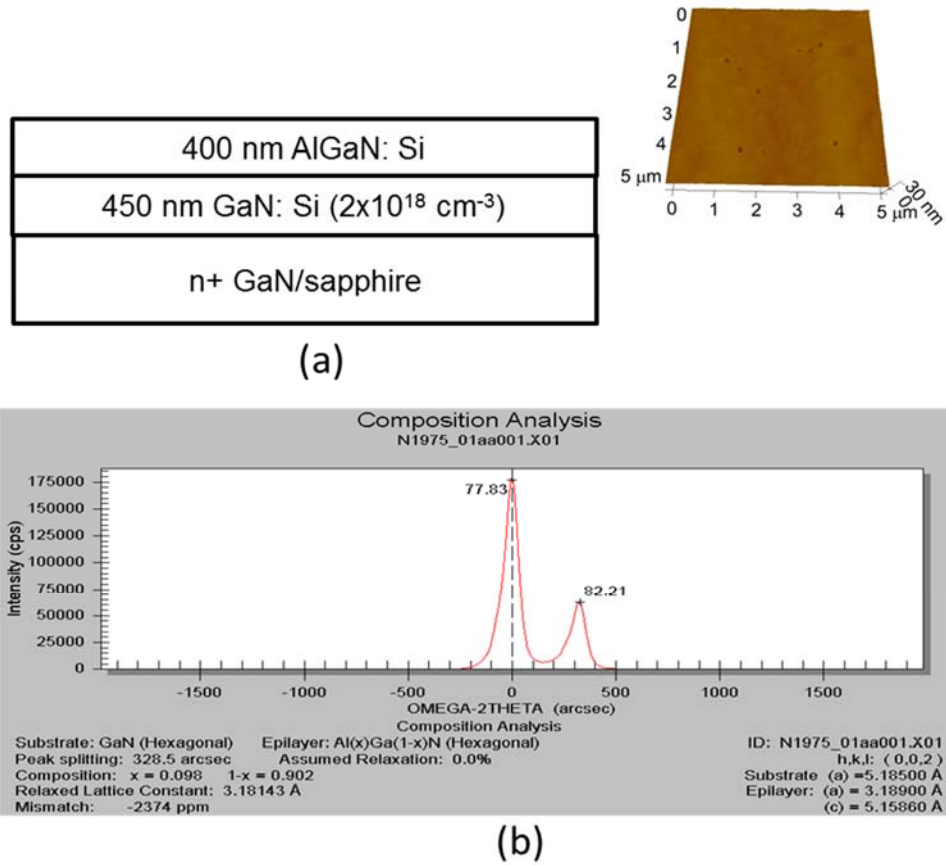 400 nm AlGaN: Si
450 nm GaN: Si (2x10¹⁸ cm⁻³)
n+ GaN/sapphire
0
1
2
3
4
5 µm
0 1 2 3 4 5 µm
0
30 nm
(a)
Composition Analysis
N1975_01aa001.X01
Intensity (cps)
175000
150000
125000
100000
75000
50000
25000
0
77.83
82.21
-1500 -1000 -500 0 500 1000 1500
OMEGA-2THETA (arcsec)
Composition Analysis
Substrate: GaN (Hexagonal) Epilayer: Al(x)Ga(1-x)N (Hexagonal) ID: N1975_01aa001.X01
Peak splitting: 328.5 arcsec Assumed Relaxation: 0.0% h,k,l: ( 0,0,2 )
Composition: x = 0.098 1-x = 0.902 Substrate (a) =5.18500 Å
Relaxed Lattice Constant: 3.18143 Å Epilayer: (a) = 3.18900 Å
Mismatch: -2374 ppm (c) = 5.15860 Å
(b)